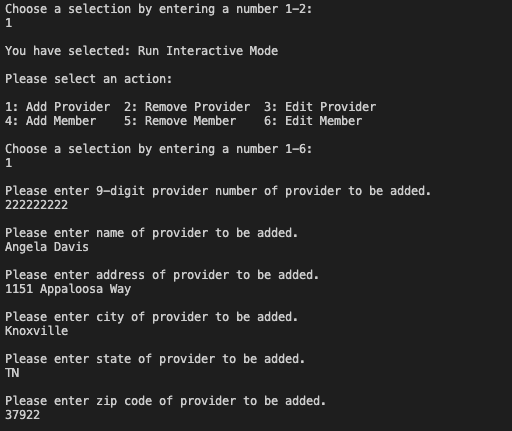 Choose a selection by entering a number 1-2:
1
You have selected: Run Interactive Mode
Please select an action:
1: Add Provider  2: Remove Provider  3: Edit Provider
4: Add Member    5: Remove Member    6: Edit Member
Choose a selection by entering a number 1-6:
1
Please enter 9-digit provider number of provider to be added.
222222222
Please enter name of provider to be added.
Angela Davis
Please enter address of provider to be added.
1151 Appaloosa Way
Please enter city of provider to be added.
Knoxville
Please enter state of provider to be added.
TN
Please enter zip code of provider to be added.
37922